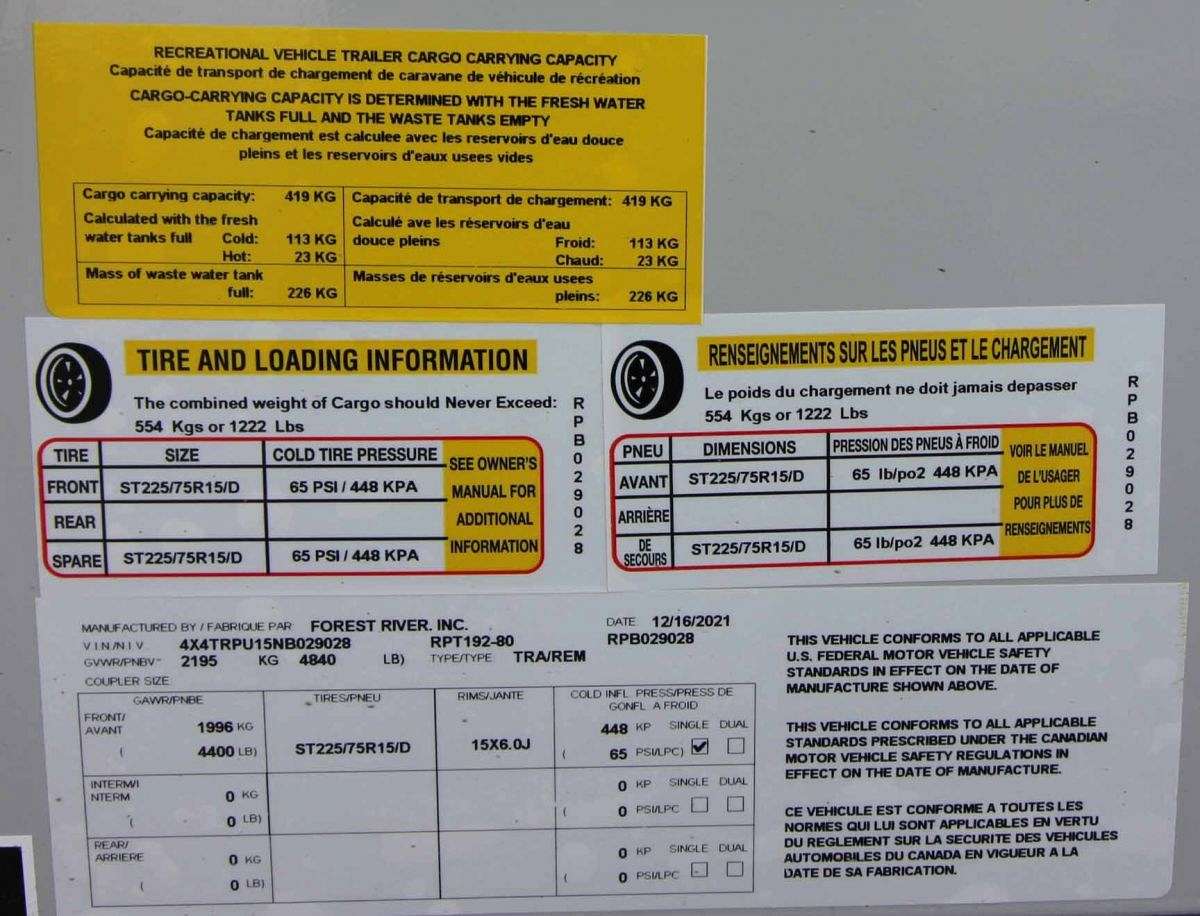 RECREATIONAL VEHICLE TRAILER CARGO CARRYING CAPACITY
Capacité de transport de chargement de caravane de véhicule de récréation
CARGO-CARRYING CAPACITY IS DETERMINED WITH THE FRESH WATER
TANKS FULL AND THE WASTE TANKS EMPTY
Capacité de chargement est calculee avec les reservoirs d'eau douce
pleins et les reservoirs d'eaux usees vides
Cargo carrying capacity: 419 KG
Calculated with the fresh
water tanks full Cold: 113 KG
Hot: 23 KG
Mass of waste water tank
full: 226 KG
Capacité de transport de chargement: 419 KG
Calculé ave les réservoirs d'eau
douce pleins Froid: 113 KG
Chaud: 23 KG
Masses de réservoirs d'eaux usees
pleins: 226 KG
TIRE AND LOADING INFORMATION
The combined weight of Cargo should Never Exceed:
554 Kgs or 1222 Lbs
TIRE SIZE COLD TIRE PRESSURE
FRONT ST225/75R15/D 65 PSI / 448 KPA
REAR
SPARE ST225/75R15/D 65 PSI / 448 KPA
SEE OWNER'S
MANUAL FOR
ADDITIONAL
INFORMATION
RPB029028
RENSEIGNEMENTS SUR LES PNEUS ET LE CHARGEMENT
Le poids du chargement ne doit jamais depasser
554 Kgs or 1222 Lbs
PNEU DIMENSIONS PRESSION DES PNEUS À FROID
AVANT ST225/75R15/D 65 lb/po2 448 KPA
ARRIÈRE
DE
SECOURS ST225/75R15/D 65 lb/po2 448 KPA
VOIR LE MANUEL
DE L'USAGER
POUR PLUS DE
RENSEIGNEMENTS
RPB029028
MANUFACTURED BY / FABRIQUE PAR FOREST RIVER. INC. DATE 12/16/2021
V I N / N I V 4X4TRPU15NB029028 RPT192-80 RPB029028
GVWR/PNBV 2195 KG 4840 LB) TYPE/TYPE TRA/REM
COUPLER SIZE
GAWR/PNBE TIRES/PNEU RIMS/JANTE COLD INFL PRESS/PRESS DE
GONFL A FROID
FRONT/
AVANT 1996 KG 448 KP SINGLE DUAL
( 4400 LB) ST225/75R15/D 15X6.0J ( 65 PSI/LPC)
INTERM/I
NTERM 0 KG 0 KP SINGLE DUAL
( 0 LB) ( 0 PSI/LPC
REAR/
ARRIERE 0 KG 0 KP SINGLE DUAL
( 0 LB) ( 0 PSI/LPC
THIS VEHICLE CONFORMS TO ALL APPLICABLE
U.S. FEDERAL MOTOR VEHICLE SAFETY
STANDARDS IN EFFECT ON THE DATE OF
MANUFACTURE SHOWN ABOVE.
THIS VEHICLE CONFORMS TO ALL APPLICABLE
STANDARDS PRESCRIBED UNDER THE CANADIAN
MOTOR VEHICLE SAFETY REGULATIONS IN
EFFECT ON THE DATE OF MANUFACTURE.
CE VEHICULE EST CONFORME A TOUTES LES
NORMES QUI LUI SONT APPLICABLES EN VERTU
DU REGLEMENT SUR LA SECURITE DES VEHICULES
AUTOMOBILES DU CANADA EN VIGUEUR A LA
DATE DE SA FABRICATION.